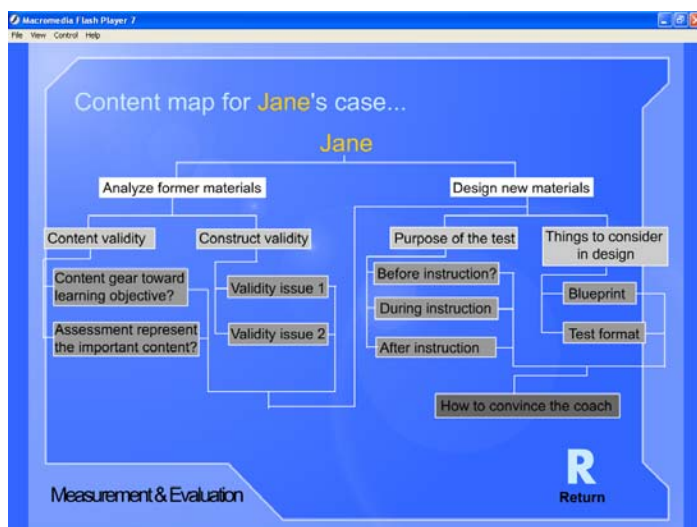 Macromedia Flash Player 7
File View Control Help
Content map for Jane's case...
Jane
Analyze former materials
Design new materials
Content validity
Construct validity
Purpose of the test
Things to consider
in design
Content gear toward
learning objective?
Assessment represent
the important content?
Validity issue 1
Validity issue 2
Before instruction?
During instruction
After instruction
Blueprint
Test format
How to convince the coach
Measurement & Evaluation
R
Return